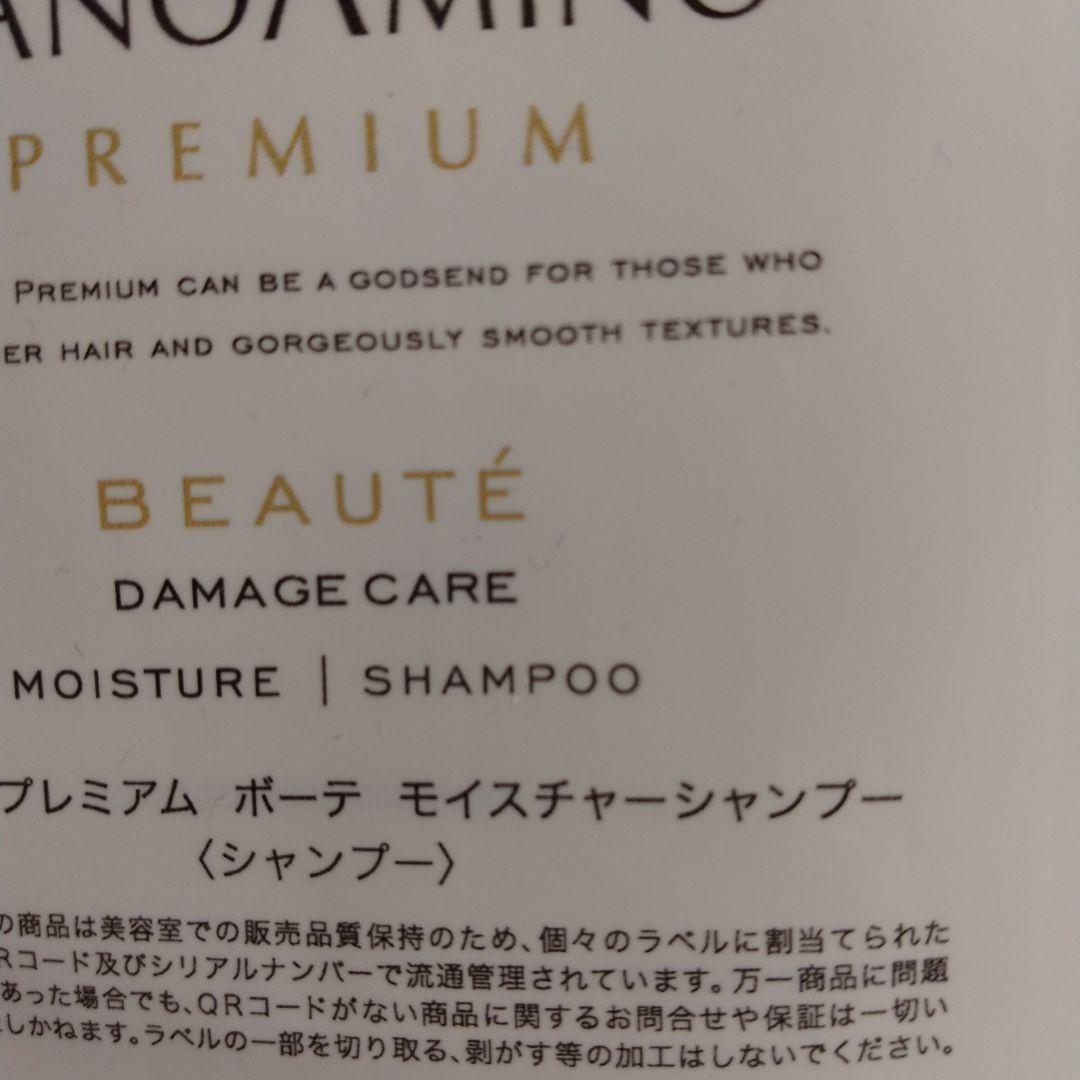 ANOAMINO
PREMIUM
PREMIUM CAN BE A GODSEND FOR THOSE WHO
ER HAIR AND GORGEOUSLY SMOOTH TEXTURES.
BEAUTÉ
DAMAGE CARE
MOISTURE | SHAMPOO
プレミアム ボーテ モイスチャーシャンプー
〈シャンプー〉
の商品は美容室での販売品質保持のため、個々のラベルに割当てられた
Rコード及びシリアルナンバーで流通管理されています。万一商品に問題
あった場合でも、QRコードがない商品に関するお問合せや保証は一切い
しかねます。ラベルの一部を切り取る、剥がす等の加工はしないでください。